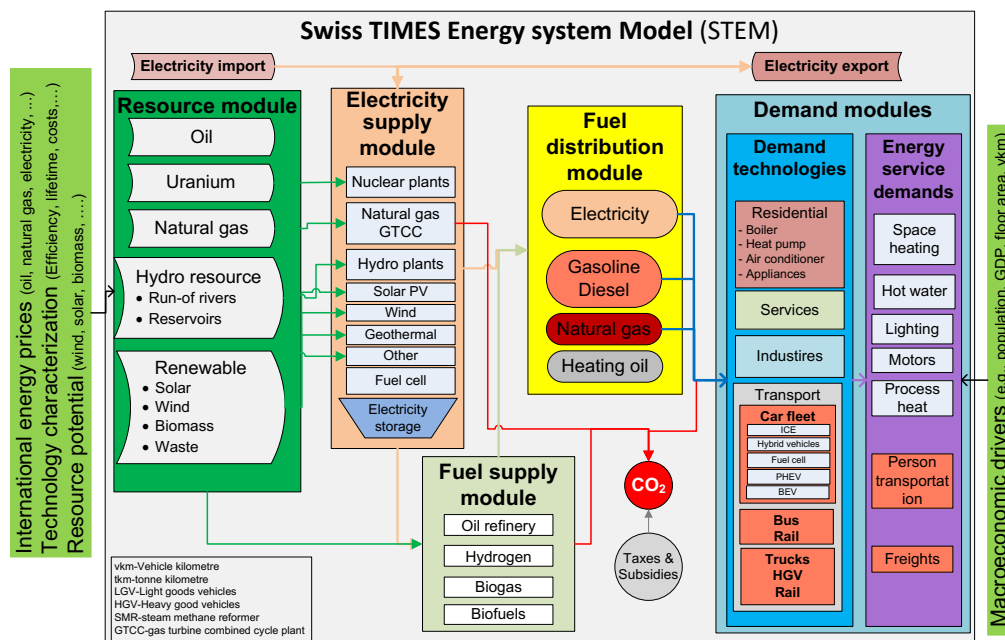 Swiss TIMES Energy system Model (STEM)
Electricity import
Electricity export
International energy prices (oil, natural gas, electricity, ...)
Technology characterization (Efficiency, lifetime, costs,...)
Resource potential (wind, solar, biomass, ....)
Resource module
Oil
Uranium
Natural gas
Hydro resource
• Run-of rivers
• Reservoirs
Renewable
• Solar
• Wind
• Biomass
• Waste
Electricity
supply
module
Nuclear plants
Natural gas
GTCC
Hydro plants
Solar PV
Wind
Geothermal
Other
Fuel cell
Electricity
storage
Fuel supply
module
Oil refinery
Hydrogen
Biogas
Biofuels
Fuel
distribution
module
Electricity
Gasoline
Diesel
Natural gas
Heating oil
CO2
Taxes &
Subsidies
Demand modules
Demand
technologies
Residential
- Boiler
- Heat pump
- Air conditioner
- Appliances
Services
Industires
Transport
Car fleet
ICE
Hybrid vehicles
Fuel cell
PHEV
BEV
Bus
Rail
Trucks
HGV
Rail
Energy
service
demands
Space
heating
Hot water
Lighting
Motors
Process
heat
Person
transportat
ion
Freights
Macroeconomic drivers (e.g., population, GDP, floor area, vkm)
vkm-Vehicle kilometre
tkm-tonne kilometre
LGV-Light goods vehicles
HGV-Heavy good vehicles
SMR-steam methane reformer
GTCC-gas turbine combined cycle plant